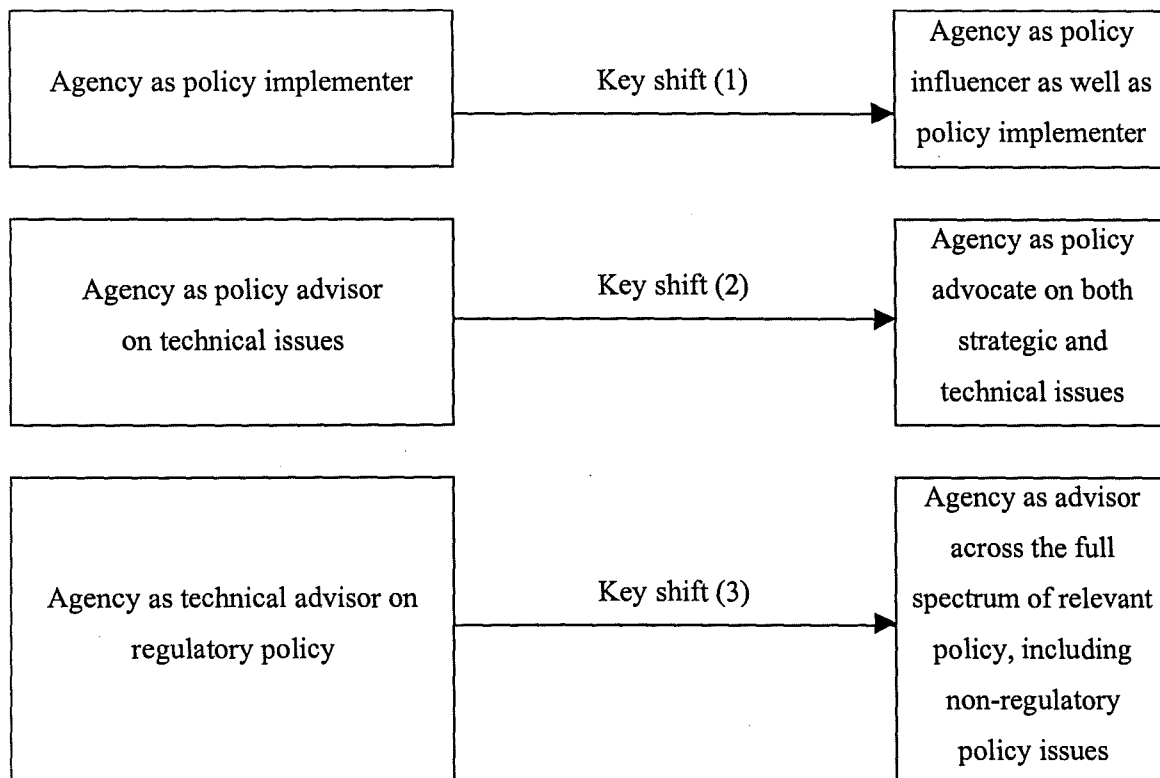 Agency as policy implementer
Key shift (1)
Agency as policy
influencer as well as
policy implementer
Agency as policy advisor
on technical issues
Key shift (2)
Agency as policy
advocate on both
strategic and
technical issues
Agency as technical advisor on
regulatory policy
Key shift (3)
Agency as advisor
across the full
spectrum of relevant
policy, including
non-regulatory
policy issues